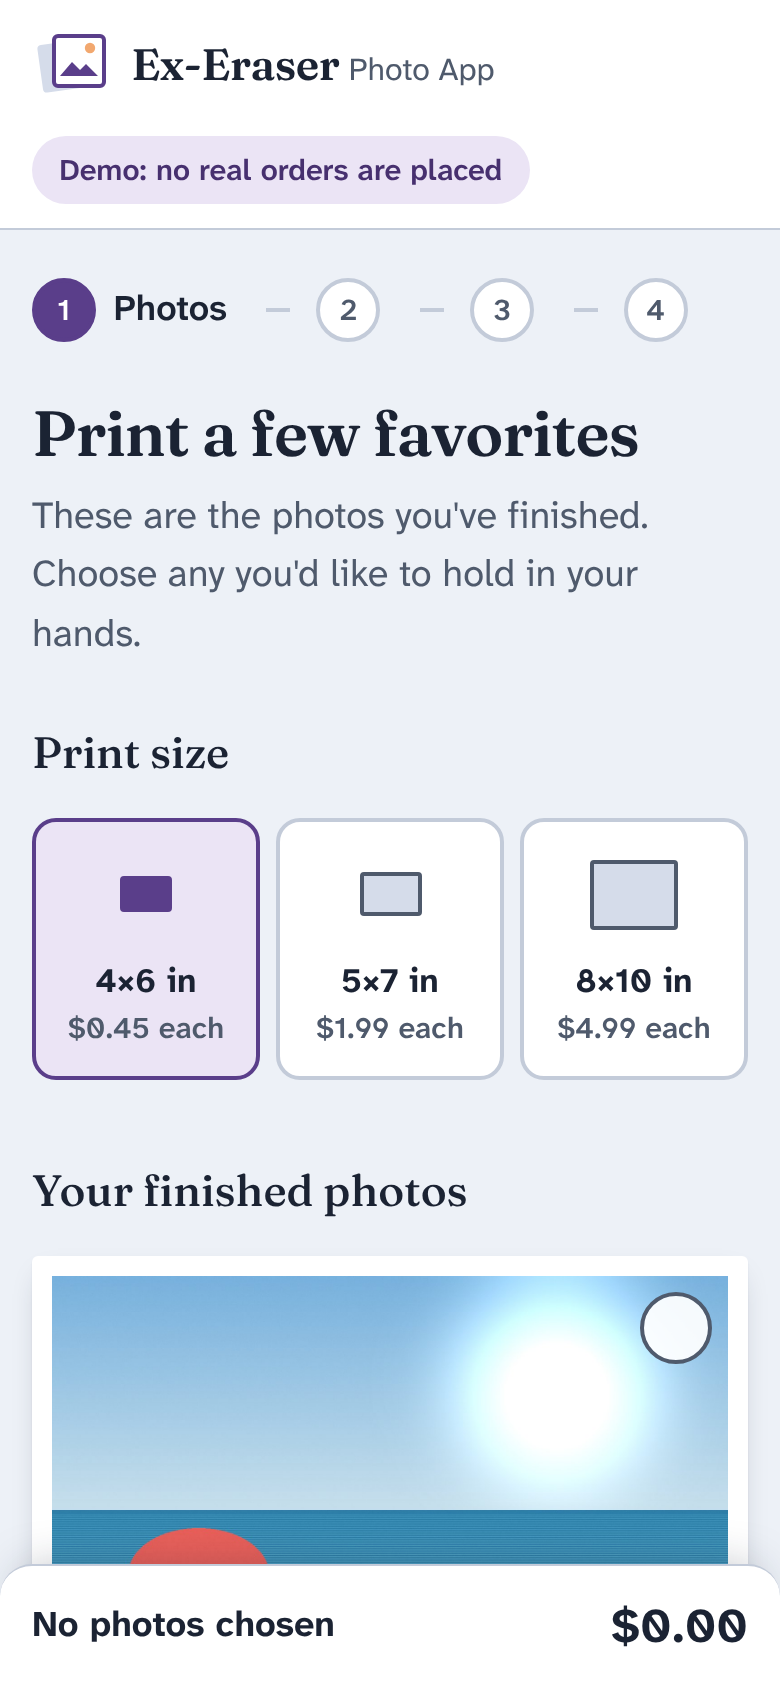 Ex-Eraser Photo App
Demo: no real orders are placed
1 Photos 2 3 4
Print a few favorites
These are the photos you've finished.
Choose any you'd like to hold in your
hands.
Print size
4×6 in 5×7 in 8×10 in
$0.45 each $1.99 each $4.99 each
Your finished photos
No photos chosen $0.00